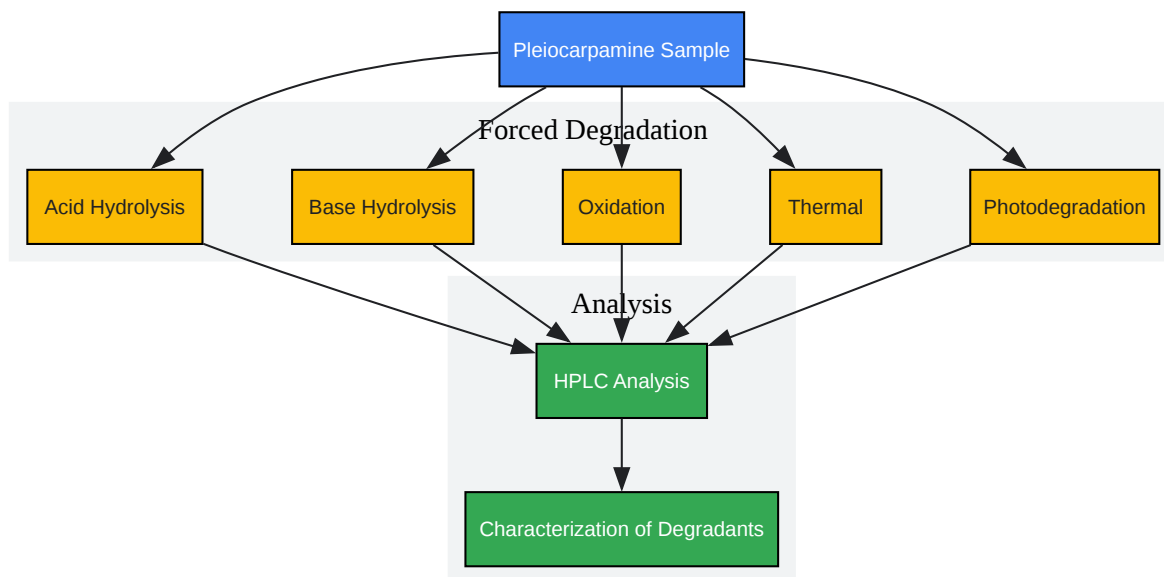 Pleiocarpamine Sample
Forced Degradation
Acid Hydrolysis
Base Hydrolysis
Oxidation
Thermal
Photodegradation
Analysis
HPLC Analysis
Characterization of Degradants